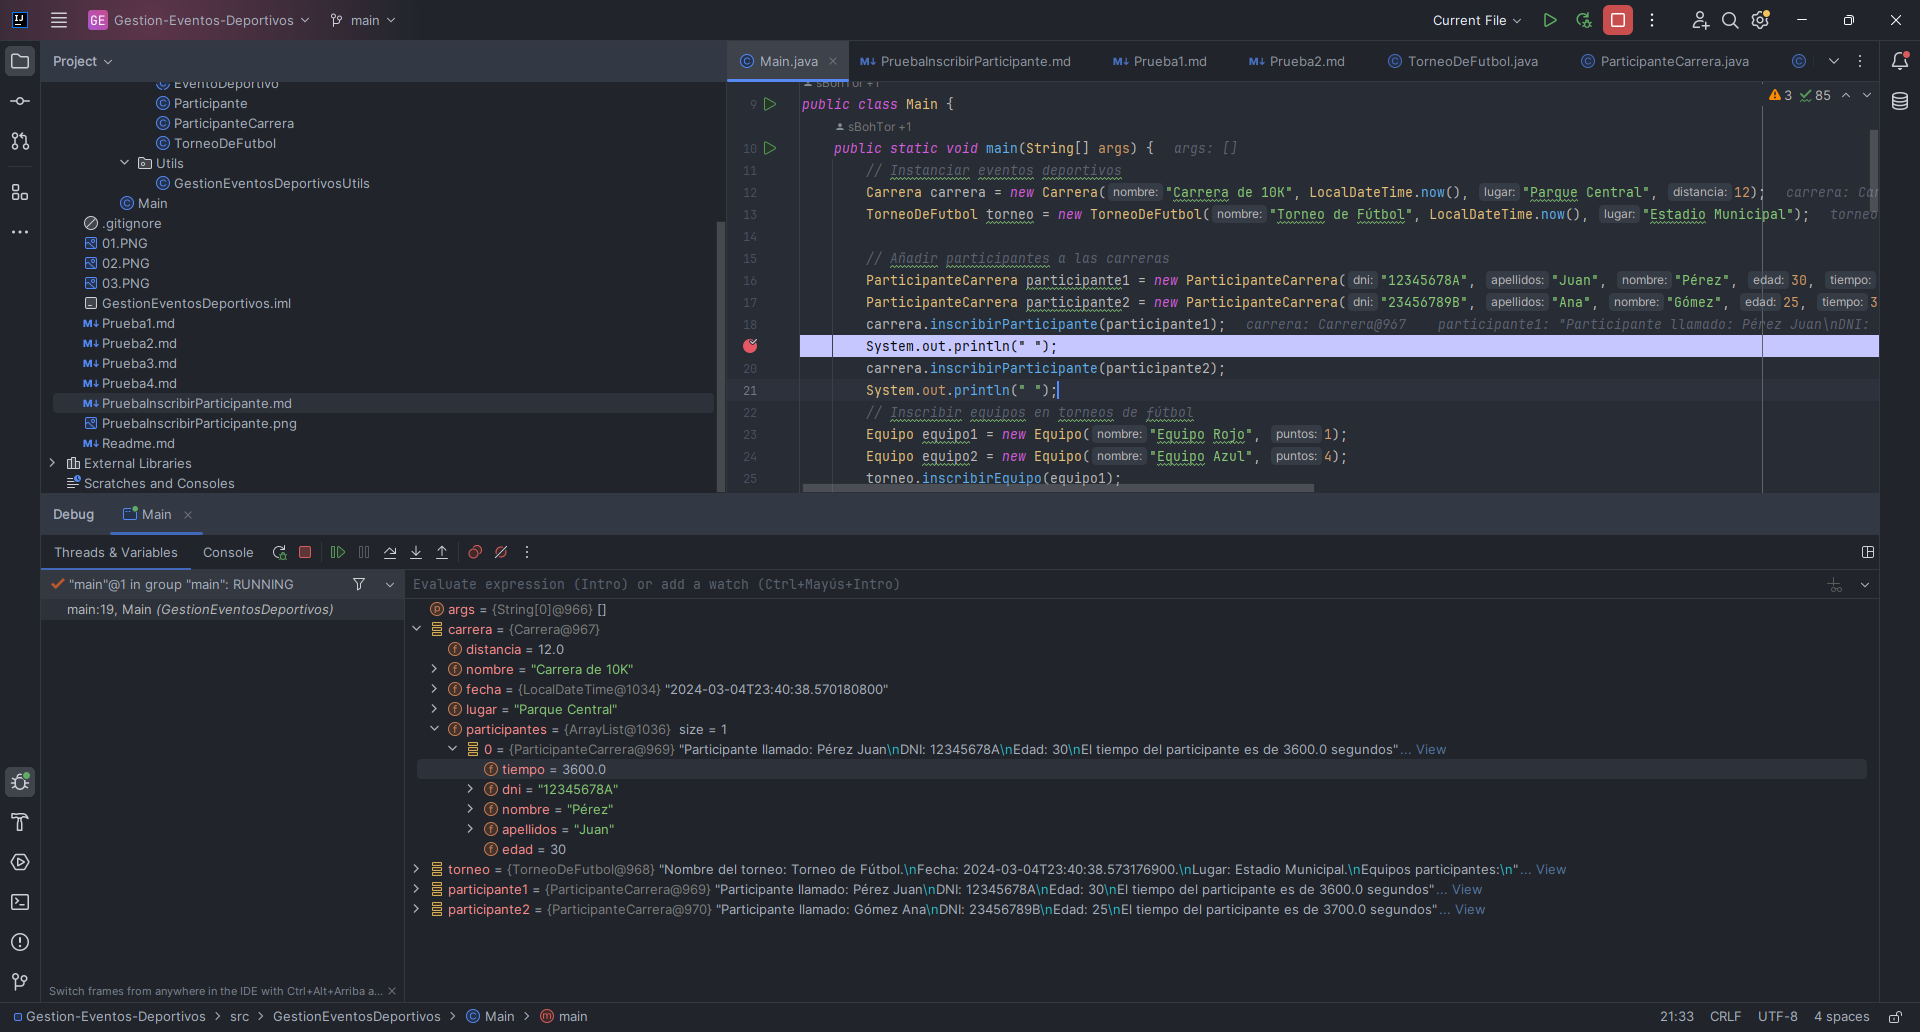 GE Gestion-Eventos-Deportivos main Current File
Project
Main.java PruebaInscribirParticipante.md Prueba1.md Prueba2.md TorneoDeFutbol.java ParticipanteCarrera.java
EventoDeportivo
Participante
ParticipanteCarrera
TorneoDeFutbol
Utils
GestionEventosDeportivosUtils
Main
.gitignore
01.PNG
02.PNG
03.PNG
GestionEventosDeportivos.iml
Prueba1.md
Prueba2.md
Prueba3.md
Prueba4.md
PruebaInscribirParticipante.md
PruebaInscribirParticipante.png
Readme.md
External Libraries
Scratches and Consoles
sBohTor +1
3 85
9 public class Main {
sBohTor +1
10 public static void main(String[] args) { args: []
11 // Instanciar eventos deportivos
12 Carrera carrera = new Carrera( nombre: "Carrera de 10K", LocalDateTime.now(), lugar: "Parque Central", distancia: 12); carrera: Car
13 TorneoDeFutbol torneo = new TorneoDeFutbol( nombre: "Torneo de Fútbol", LocalDateTime.now(), lugar: "Estadio Municipal"); torneo
14
15 // Añadir participantes a las carreras
16 ParticipanteCarrera participante1 = new ParticipanteCarrera( dni: "12345678A", apellidos: "Juan", nombre: "Pérez", edad: 30, tiempo:
17 ParticipanteCarrera participante2 = new ParticipanteCarrera( dni: "23456789B", apellidos: "Ana", nombre: "Gómez", edad: 25, tiempo: 3
18 carrera.inscribirParticipante(participante1); carrera: Carrera@967 participante1: "Participante llamado: Pérez Juan\nDNI:
System.out.println(" ");
20 carrera.inscribirParticipante(participante2);
21 System.out.println(" ");
22 // Inscribir equipos en torneos de fútbol
23 Equipo equipo1 = new Equipo( nombre: "Equipo Rojo", puntos: 1);
24 Equipo equipo2 = new Equipo( nombre: "Equipo Azul", puntos: 4);
25 torneo.inscribirEquipo(equipo1);
Debug Main
Threads & Variables Console
"main"@1 in group "main": RUNNING
main:19, Main (GestionEventosDeportivos)
Evaluate expression (Intro) or add a watch (Ctrl+Mayús+Intro)
args = {String[0]@966} []
carrera = {Carrera@967}
distancia = 12.0
nombre = "Carrera de 10K"
fecha = {LocalDateTime@1034} "2024-03-04T23:40:38.570180800"
lugar = "Parque Central"
participantes = {ArrayList@1036} size = 1
0 = {ParticipanteCarrera@969} "Participante llamado: Pérez Juan\nDNI: 12345678A\nEdad: 30\nEl tiempo del participante es de 3600.0 segundos"... View
tiempo = 3600.0
dni = "12345678A"
nombre = "Pérez"
apellidos = "Juan"
edad = 30
torneo = {TorneoDeFutbol@968} "Nombre del torneo: Torneo de Fútbol.\nFecha: 2024-03-04T23:40:38.573176900.\nLugar: Estadio Municipal.\nEquipos participantes:\n"... View
participante1 = {ParticipanteCarrera@969} "Participante llamado: Pérez Juan\nDNI: 12345678A\nEdad: 30\nEl tiempo del participante es de 3600.0 segundos"... View
participante2 = {ParticipanteCarrera@970} "Participante llamado: Gómez Ana\nDNI: 23456789B\nEdad: 25\nEl tiempo del participante es de 3700.0 segundos"... View
Switch frames from anywhere in the IDE with Ctrl+Alt+Arriba a...
Gestion-Eventos-Deportivos > src > GestionEventosDeportivos > Main > main
21:33 CRLF UTF-8 4 spaces